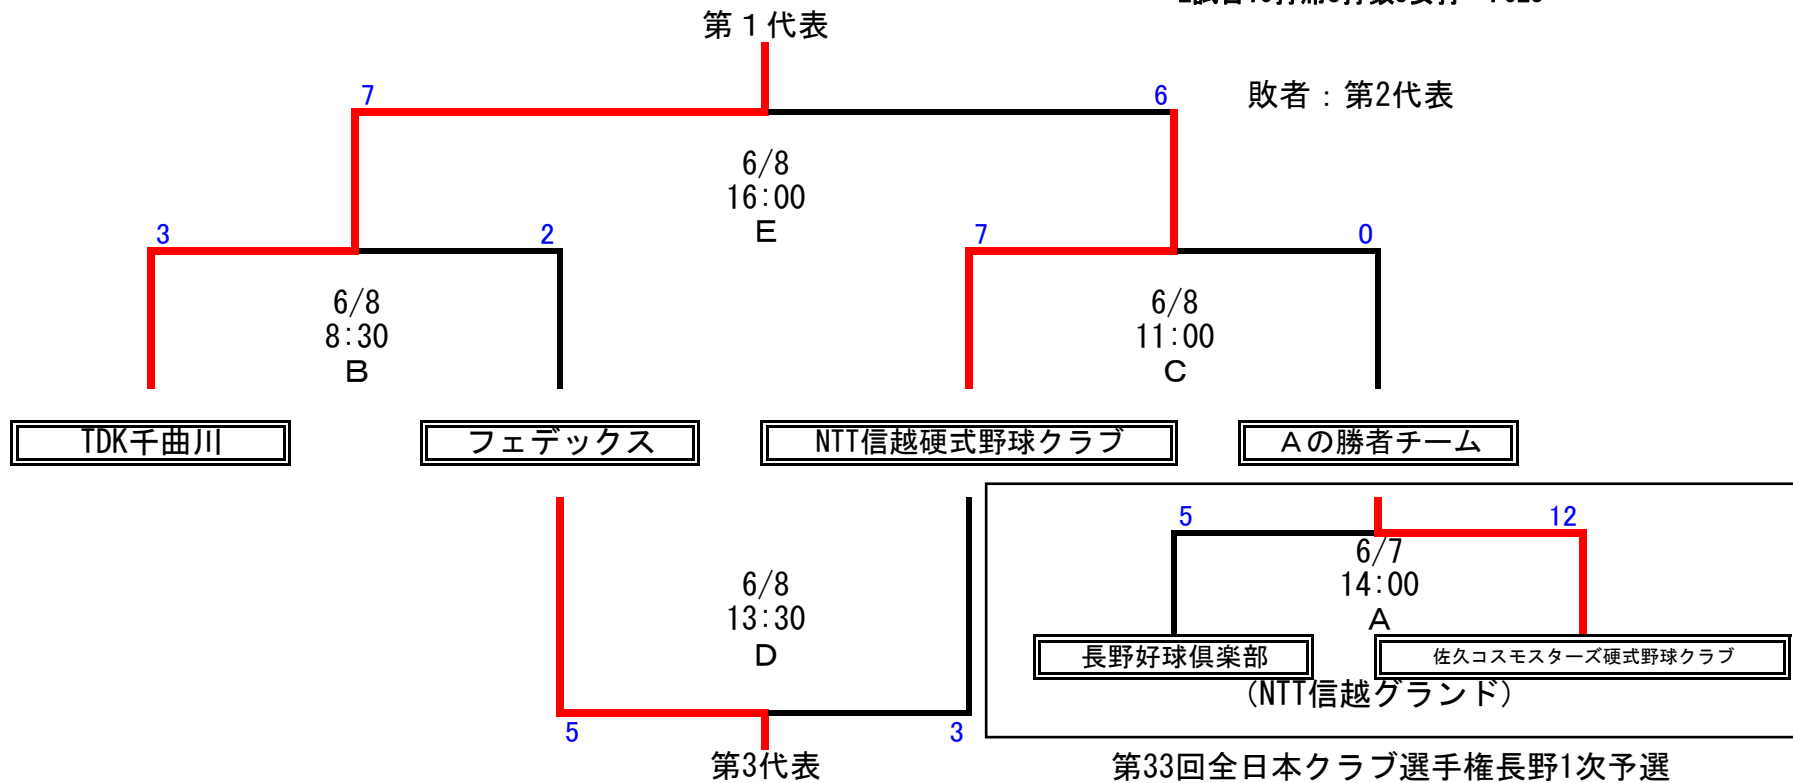 第１代表
7
6
敗者：第2代表
6/8
16:00
E
3
2
7
0
6/8
8:30
B
6/8
11:00
C
TDK千曲川
フェデックス
NTT信越硬式野球クラブ
Ａの勝者チーム
5
12
6/7
14:00
A
6/8
13:30
D
長野好球倶楽部
佐久コスモスターズ硬式野球クラブ
(NTT信越グランド)
5
3
第3代表
第33回全日本クラブ選手権長野1次予選